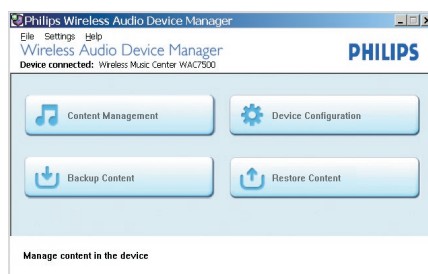 Philips Wireless Audio Device Manager
File Settings Help
Wireless Audio Device Manager
PHILIPS
Device connected: Wireless Music Center WAC7500
Content Management
Device Configuration
Backup Content
Restore Content
Manage content in the device